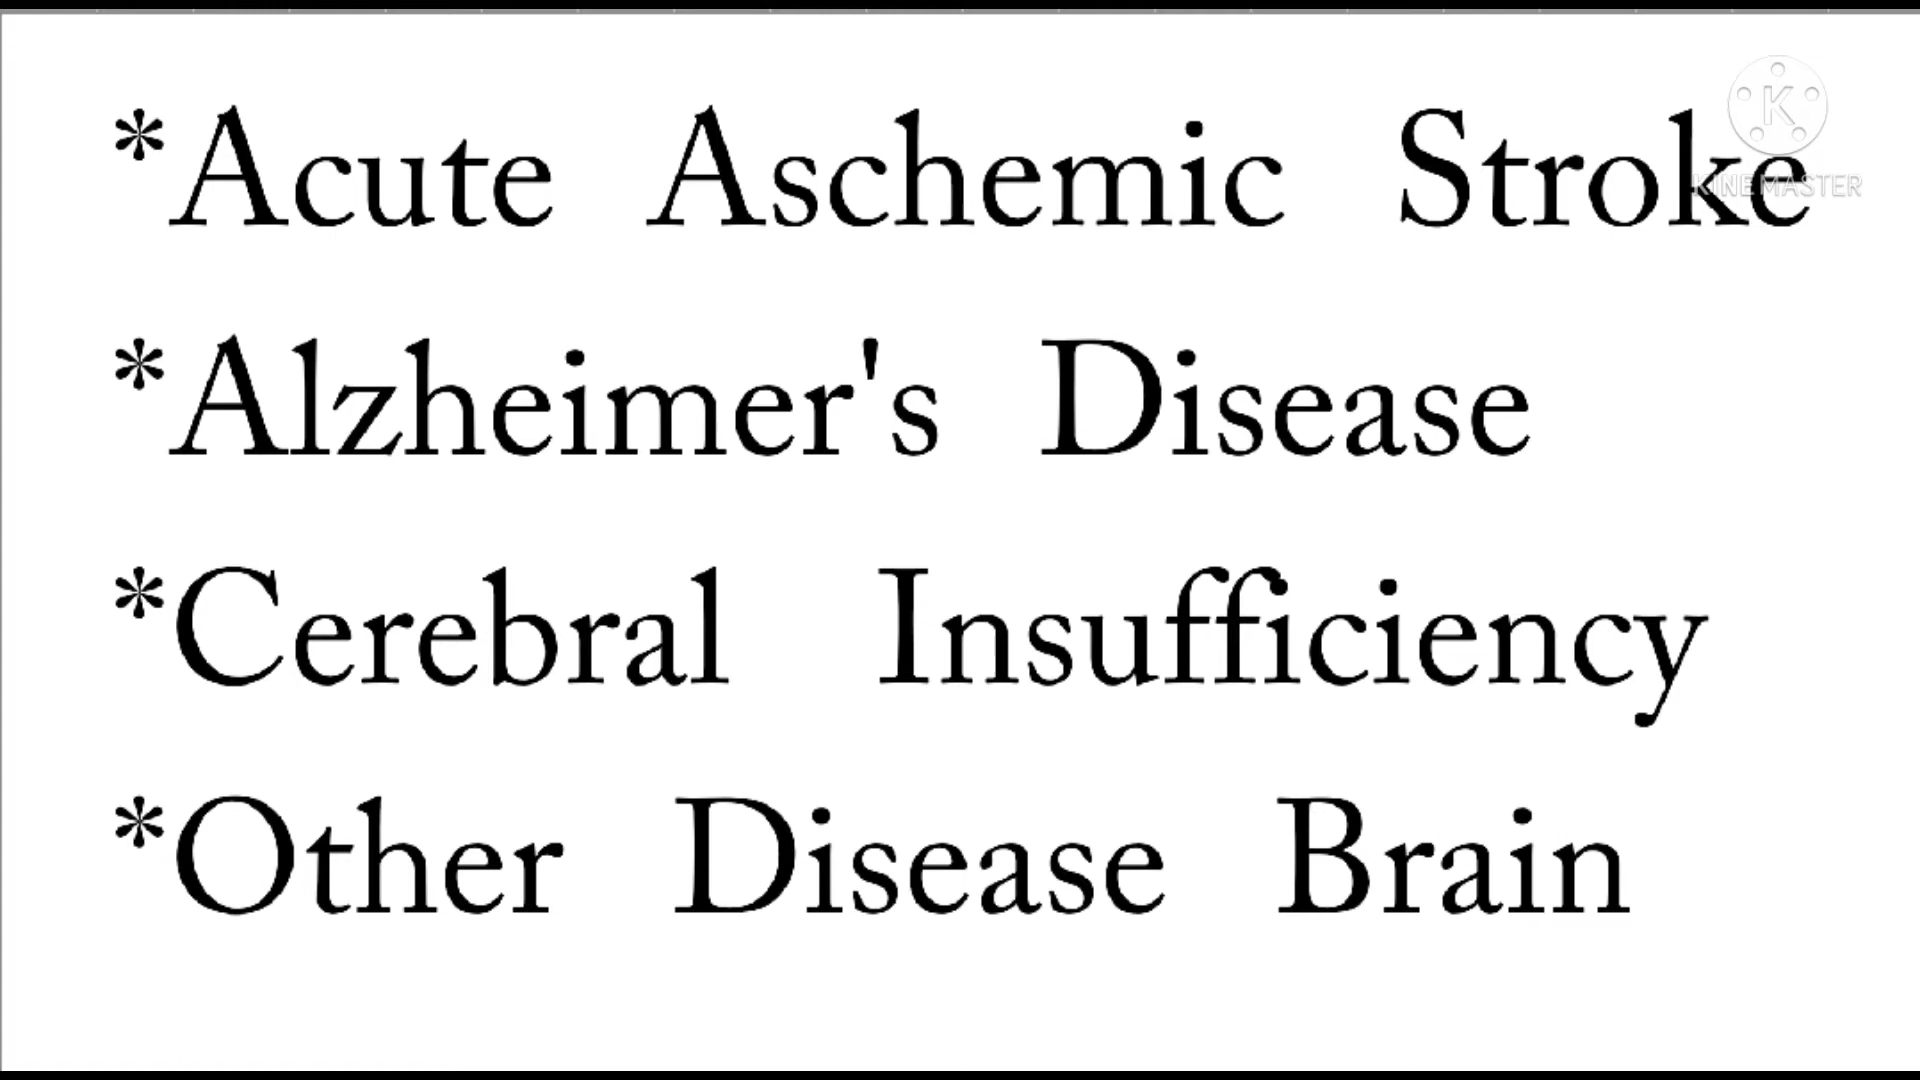 *Acute Aschemic Stroke
KINEMASTER
*Alzheimer's Disease
*Cerebral Insufficiency
*Other Disease Brain